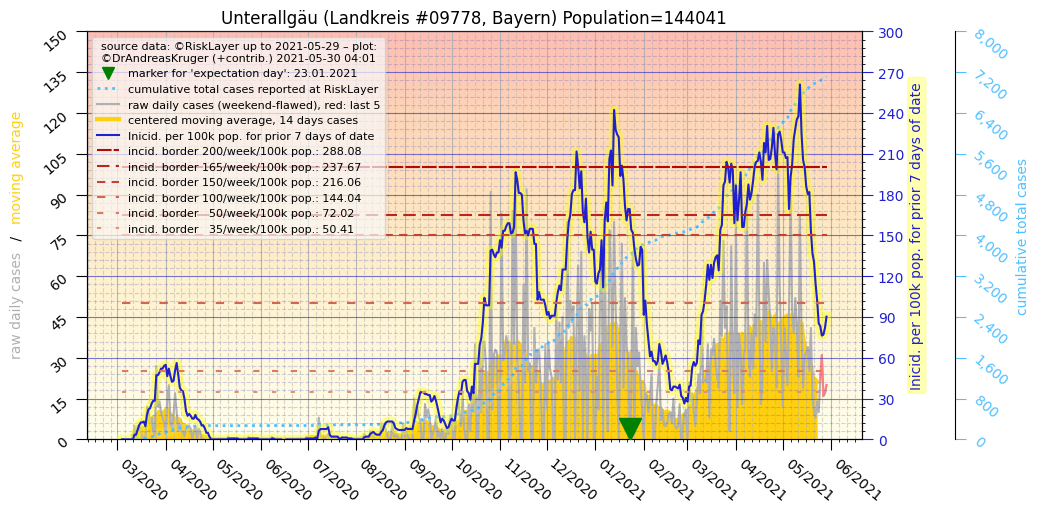 Unterallgäu (Landkreis #09778, Bayern) Population=144041
source data: ©RiskLayer up to 2021-05-29 – plot:
©DrAndreasKruger (+contrib.) 2021-05-30 04:01
marker for 'expectation day': 23.01.2021
cumulative total cases reported at RiskLayer
raw daily cases (weekend-flawed), red: last 5
centered moving average, 14 days cases
Inicid. per 100k pop. for prior 7 days of date
incid. border 200/week/100k pop.: 288.08
incid. border 165/week/100k pop.: 237.67
incid. border 150/week/100k pop.: 216.06
incid. border 100/week/100k pop.: 144.04
incid. border   50/week/100k pop.: 72.02
incid. border   35/week/100k pop.: 50.41
raw daily cases / moving average
150
135
120
105
90
75
60
45
30
15
0
03/2020
04/2020
05/2020
06/2020
07/2020
08/2020
09/2020
10/2020
11/2020
12/2020
01/2021
02/2021
03/2021
04/2021
05/2021
06/2021
300
270
240
210
180
150
120
90
60
30
0
Inicid. per 100k pop. for prior 7 days of date
8,000
7,200
6,400
5,600
4,800
4,000
3,200
2,400
1,600
800
0
cumulative total cases